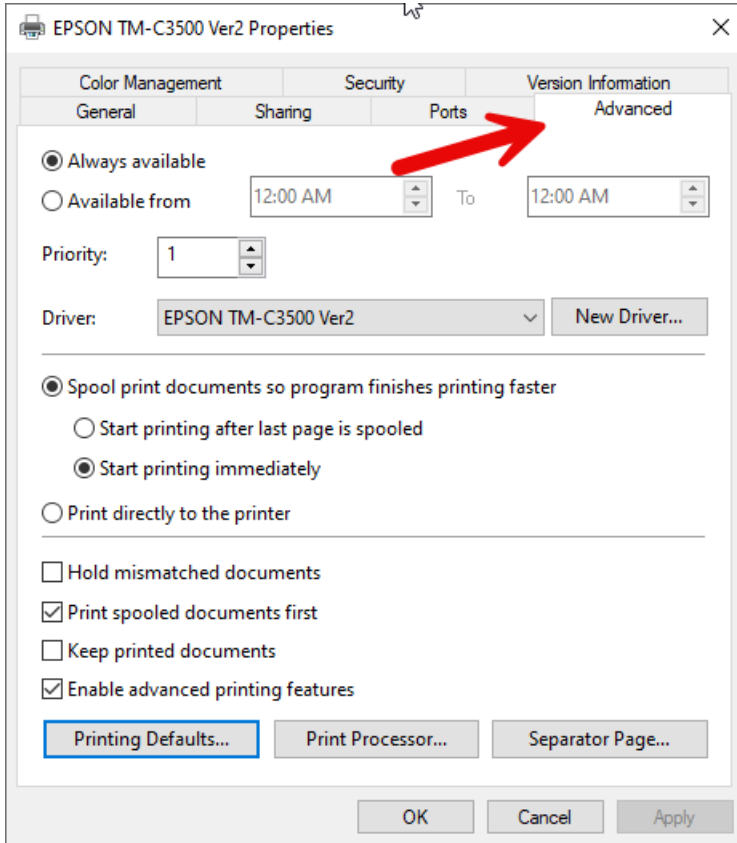 EPSON TM-C3500 Ver2 Properties
Color Management Security Version Information
General Sharing Ports Advanced
Always available
Available from 12:00 AM To 12:00 AM
Priority: 1
Driver: EPSON TM-C3500 Ver2 New Driver...
Spool print documents so program finishes printing faster
Start printing after last page is spooled
Start printing immediately
Print directly to the printer
Hold mismatched documents
Print spooled documents first
Keep printed documents
Enable advanced printing features
Printing Defaults... Print Processor... Separator Page...
OK Cancel Apply